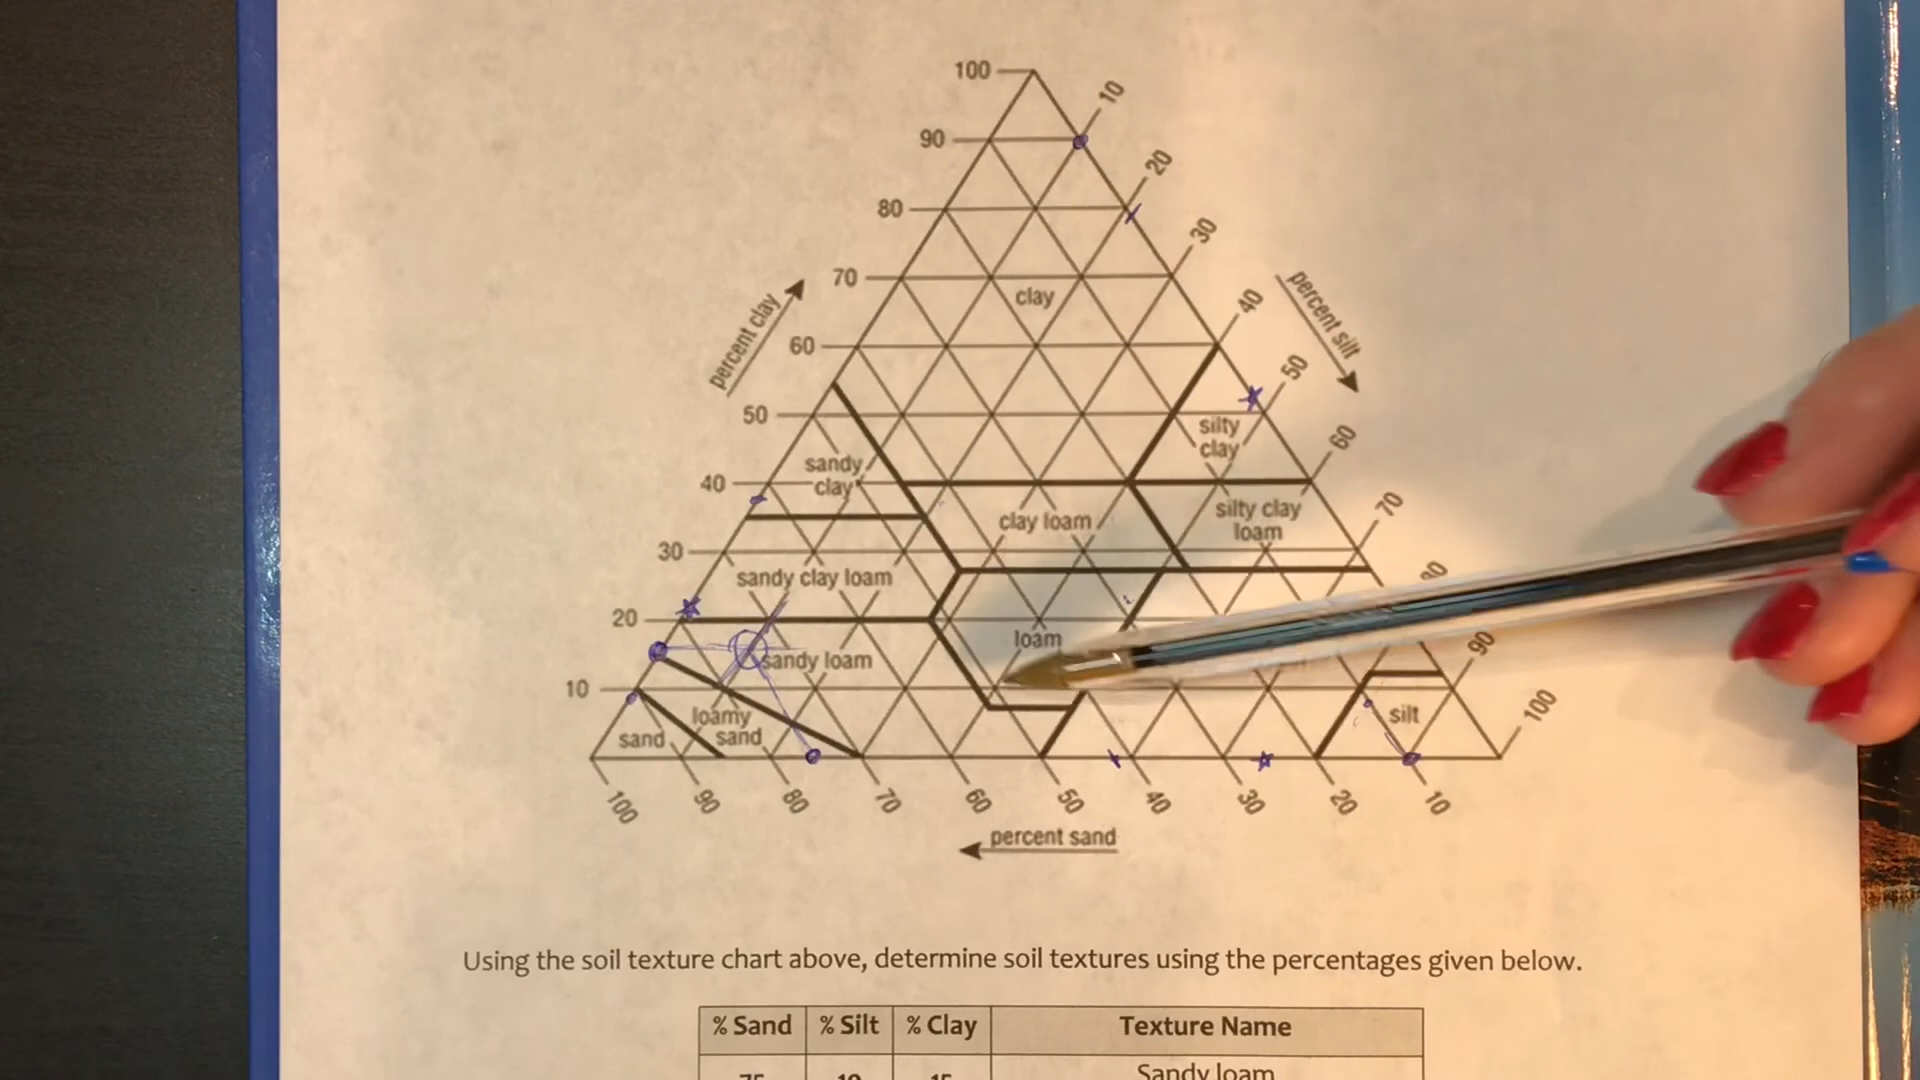 100
10
90
20
80
30
70
clay
40
percent clay
percent silt
60
50
50
silty
clay
60
sandy
clay
40
clay loam
silty clay
loam
70
30
sandy clay loam
20
loam
sandy loam
90
10
loamy
sand
sand
silt
100
100
90
80
70
60
50
40
30
20
10
percent sand
Using the soil texture chart above, determine soil textures using the percentages given below.
% Sand % Silt % Clay Texture Name
75 10 15 Sandy loam